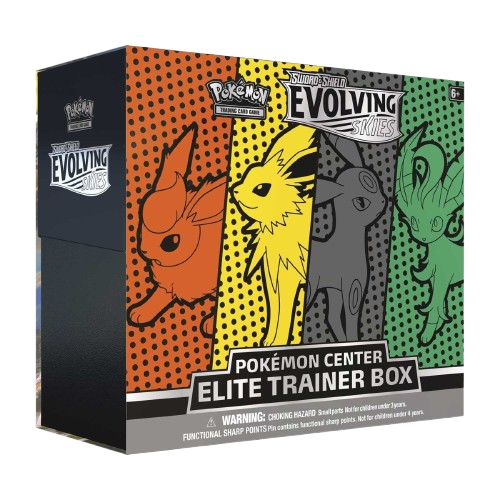 POKéMON
TRADING CARD GAME
SWORD & SHIELD
EVOLVING
SKIES
6+
POKéMON
SWORD & SHIELD
EVOLVING
SKIES
POKÉMON CENTER
ELITE TRAINER BOX
⚠ WARNING: CHOKING HAZARD Small parts Not for children under 3 years.
FUNCTIONAL SHARP POINTS Pin contains functional sharp points. Not for children under 4 years.